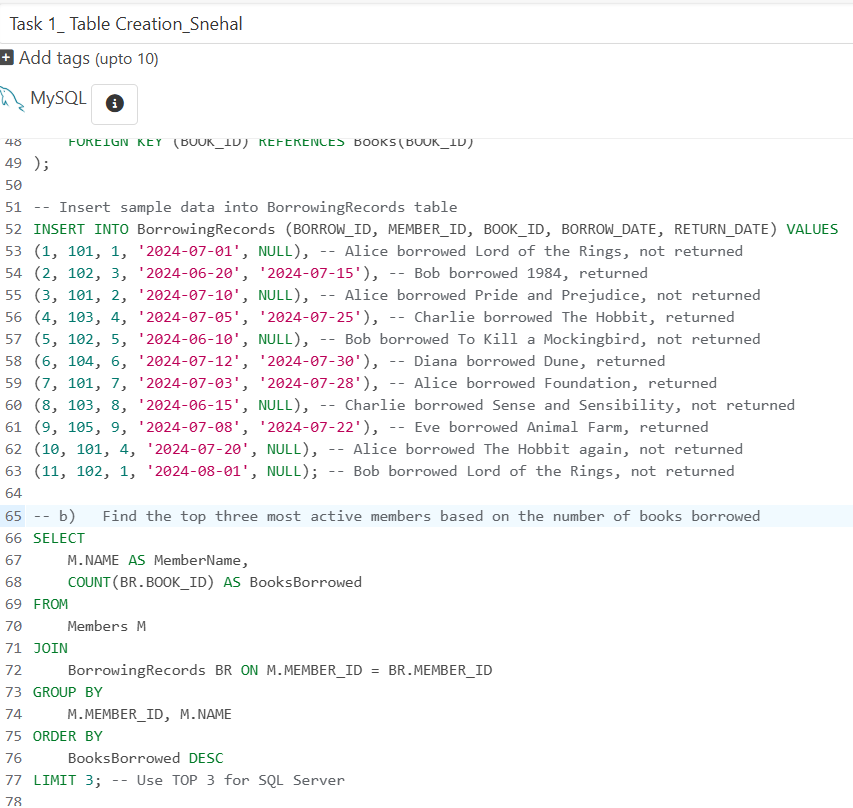 Task 1_ Table Creation_Snehal
+ Add tags (upto 10)
MySQL
48     FOREIGN KEY (BOOK_ID) REFERENCES Books(BOOK_ID)
49 );
50
51 -- Insert sample data into BorrowingRecords table
52 INSERT INTO BorrowingRecords (BORROW_ID, MEMBER_ID, BOOK_ID, BORROW_DATE, RETURN_DATE) VALUES
53 (1, 101, 1, '2024-07-01', NULL), -- Alice borrowed Lord of the Rings, not returned
54 (2, 102, 3, '2024-06-20', '2024-07-15'), -- Bob borrowed 1984, returned
55 (3, 101, 2, '2024-07-10', NULL), -- Alice borrowed Pride and Prejudice, not returned
56 (4, 103, 4, '2024-07-05', '2024-07-25'), -- Charlie borrowed The Hobbit, returned
57 (5, 102, 5, '2024-06-10', NULL), -- Bob borrowed To Kill a Mockingbird, not returned
58 (6, 104, 6, '2024-07-12', '2024-07-30'), -- Diana borrowed Dune, returned
59 (7, 101, 7, '2024-07-03', '2024-07-28'), -- Alice borrowed Foundation, returned
60 (8, 103, 8, '2024-06-15', NULL), -- Charlie borrowed Sense and Sensibility, not returned
61 (9, 105, 9, '2024-07-08', '2024-07-22'), -- Eve borrowed Animal Farm, returned
62 (10, 101, 4, '2024-07-20', NULL), -- Alice borrowed The Hobbit again, not returned
63 (11, 102, 1, '2024-08-01', NULL); -- Bob borrowed Lord of the Rings, not returned
64
65 -- b)   Find the top three most active members based on the number of books borrowed
66 SELECT
67     M.NAME AS MemberName,
68     COUNT(BR.BOOK_ID) AS BooksBorrowed
69 FROM
70     Members M
71 JOIN
72     BorrowingRecords BR ON M.MEMBER_ID = BR.MEMBER_ID
73 GROUP BY
74     M.MEMBER_ID, M.NAME
75 ORDER BY
76     BooksBorrowed DESC
77 LIMIT 3; -- Use TOP 3 for SQL Server
78